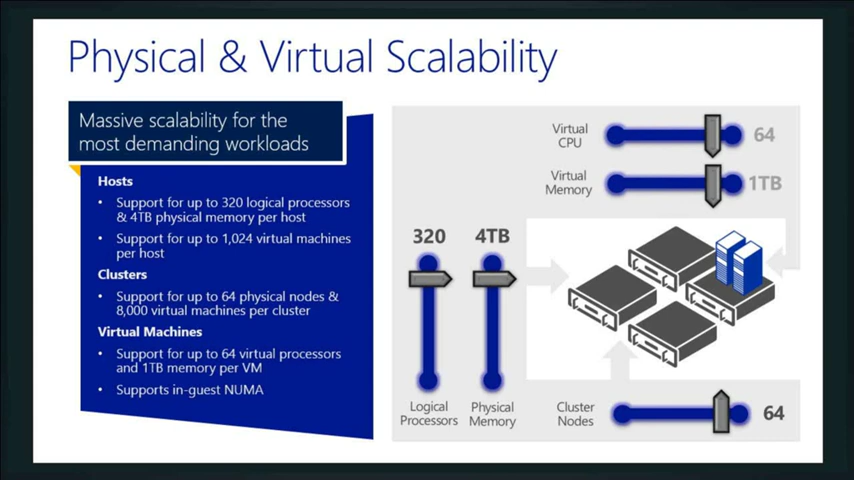 Physical & Virtual Scalability
Massive scalability for the
most demanding workloads
Hosts
• Support for up to 320 logical processors
& 4TB physical memory per host
• Support for up to 1,024 virtual machines
per host
Clusters
• Support for up to 64 physical nodes &
8,000 virtual machines per cluster
Virtual Machines
• Support for up to 64 virtual processors
and 1TB memory per VM
• Supports in-guest NUMA
Virtual
CPU
64
Virtual
Memory
1TB
320
4TB
Logical
Processors
Physical
Memory
Cluster
Nodes
64